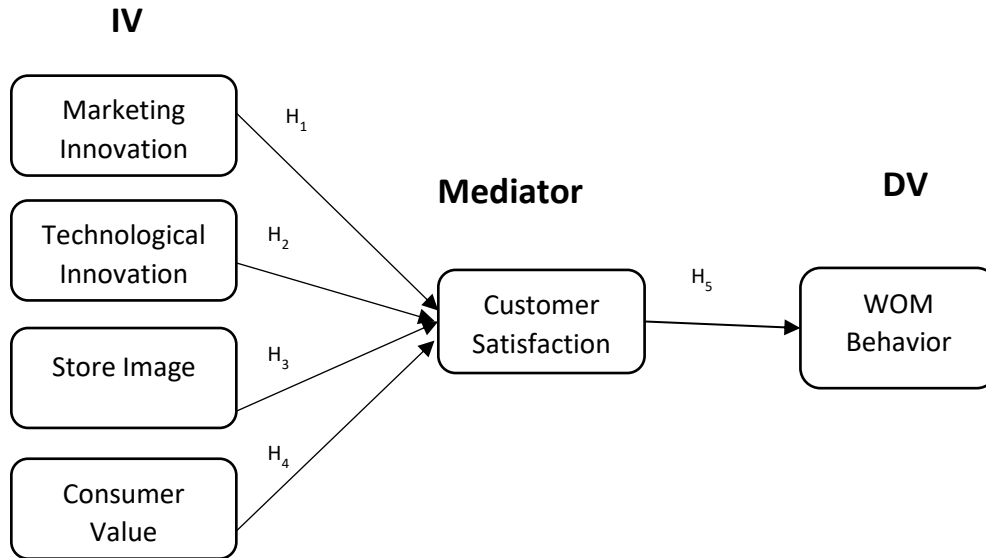 IV
Marketing
Innovation
H1
Mediator
DV
Technological
Innovation
H2
Customer
Satisfaction
H5
WOM
Behavior
Store Image
H3
Consumer
Value
H4